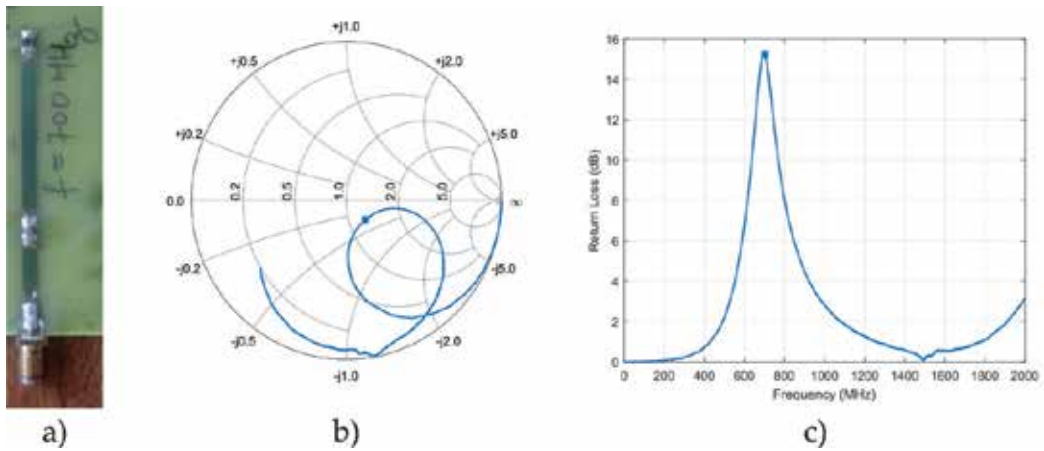 f = 700 MHz
+j1.0
+j0.5
+j2.0
+j0.2
+j5.0
0.0
0.2
0.5
1.0
2.0
5.0
∞
-j0.2
-j5.0
-j0.5
-j2.0
-j1.0
16
14
12
10
8
6
4
2
0
Return Loss (dB)
0 200 400 600 800 1000 1200 1400 1600 1800 2000
Frequency (MHz)
a)
b)
c)